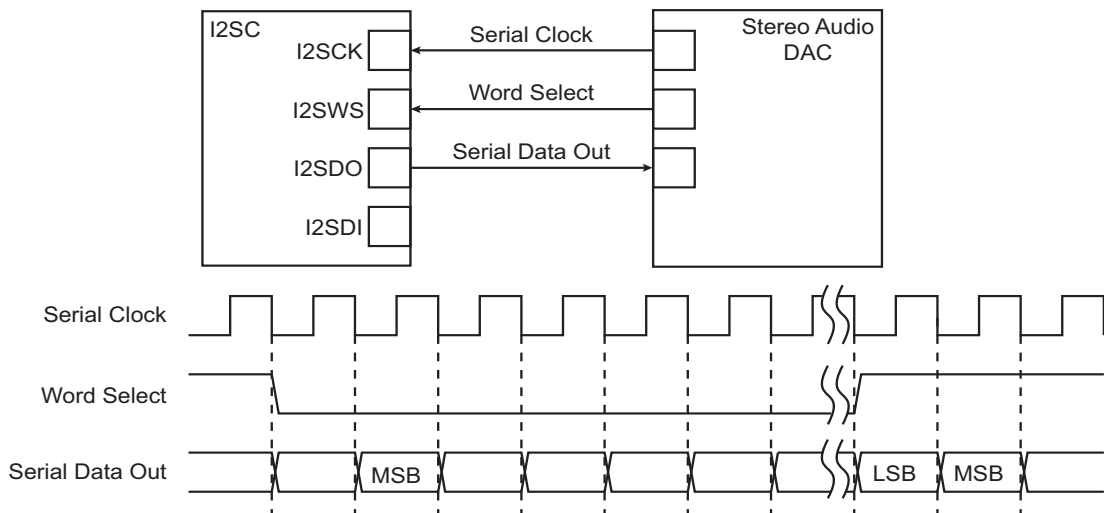 I2SC
Stereo Audio
DAC
I2SCK
Serial Clock
I2SWS
Word Select
I2SDO
Serial Data Out
I2SDI
Serial Clock
Word Select
Serial Data Out
MSB
LSB
MSB